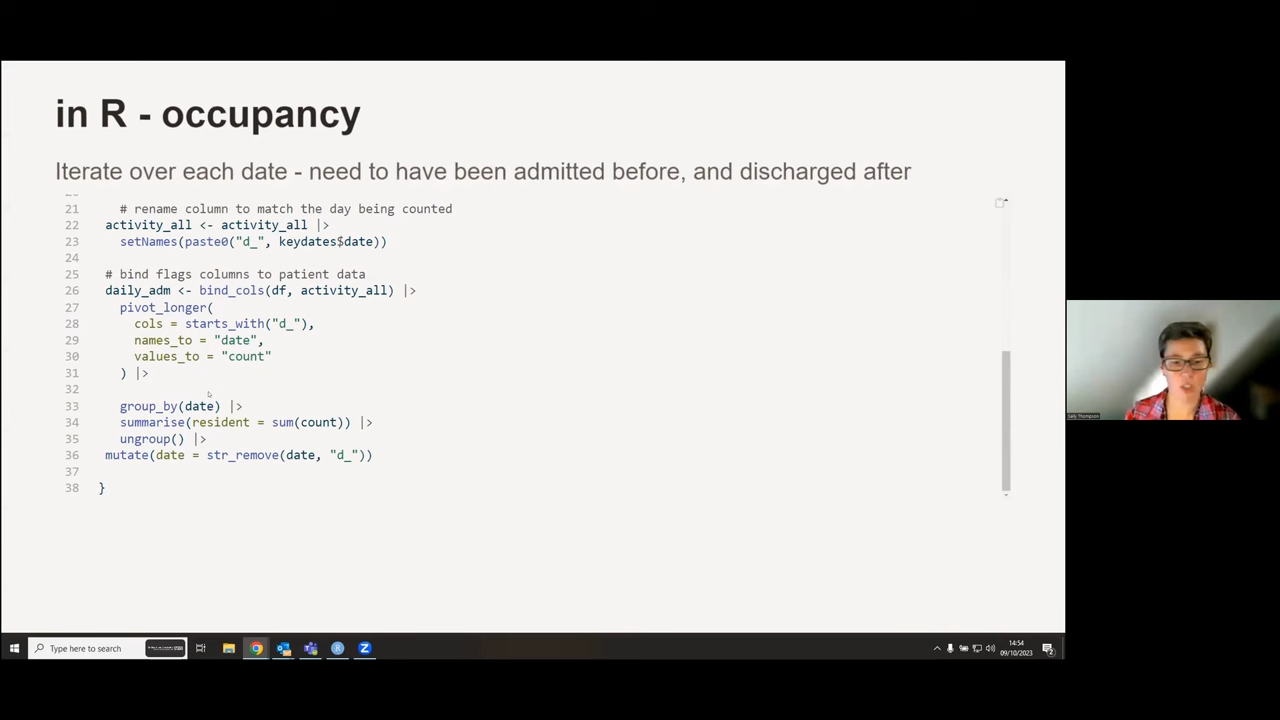 in R - occupancy
Iterate over each date - need to have been admitted before, and discharged after
21 # rename column to match the day being counted
22 activity_all <- activity_all |>
23 setNames(paste0("d_", keydates$date))
24
25 # bind flags columns to patient data
26 daily_adm <- bind_cols(df, activity_all) |>
27 pivot_longer(
28 cols = starts_with("d_"),
29 names_to = "date",
30 values_to = "count"
31 ) |>
32
33 group_by(date) |>
34 summarise(resident = sum(count)) |>
35 ungroup() |>
36 mutate(date = str_remove(date, "d_"))
37
38 }
Sally Thompson
Type here to search
14:54
09/10/2023